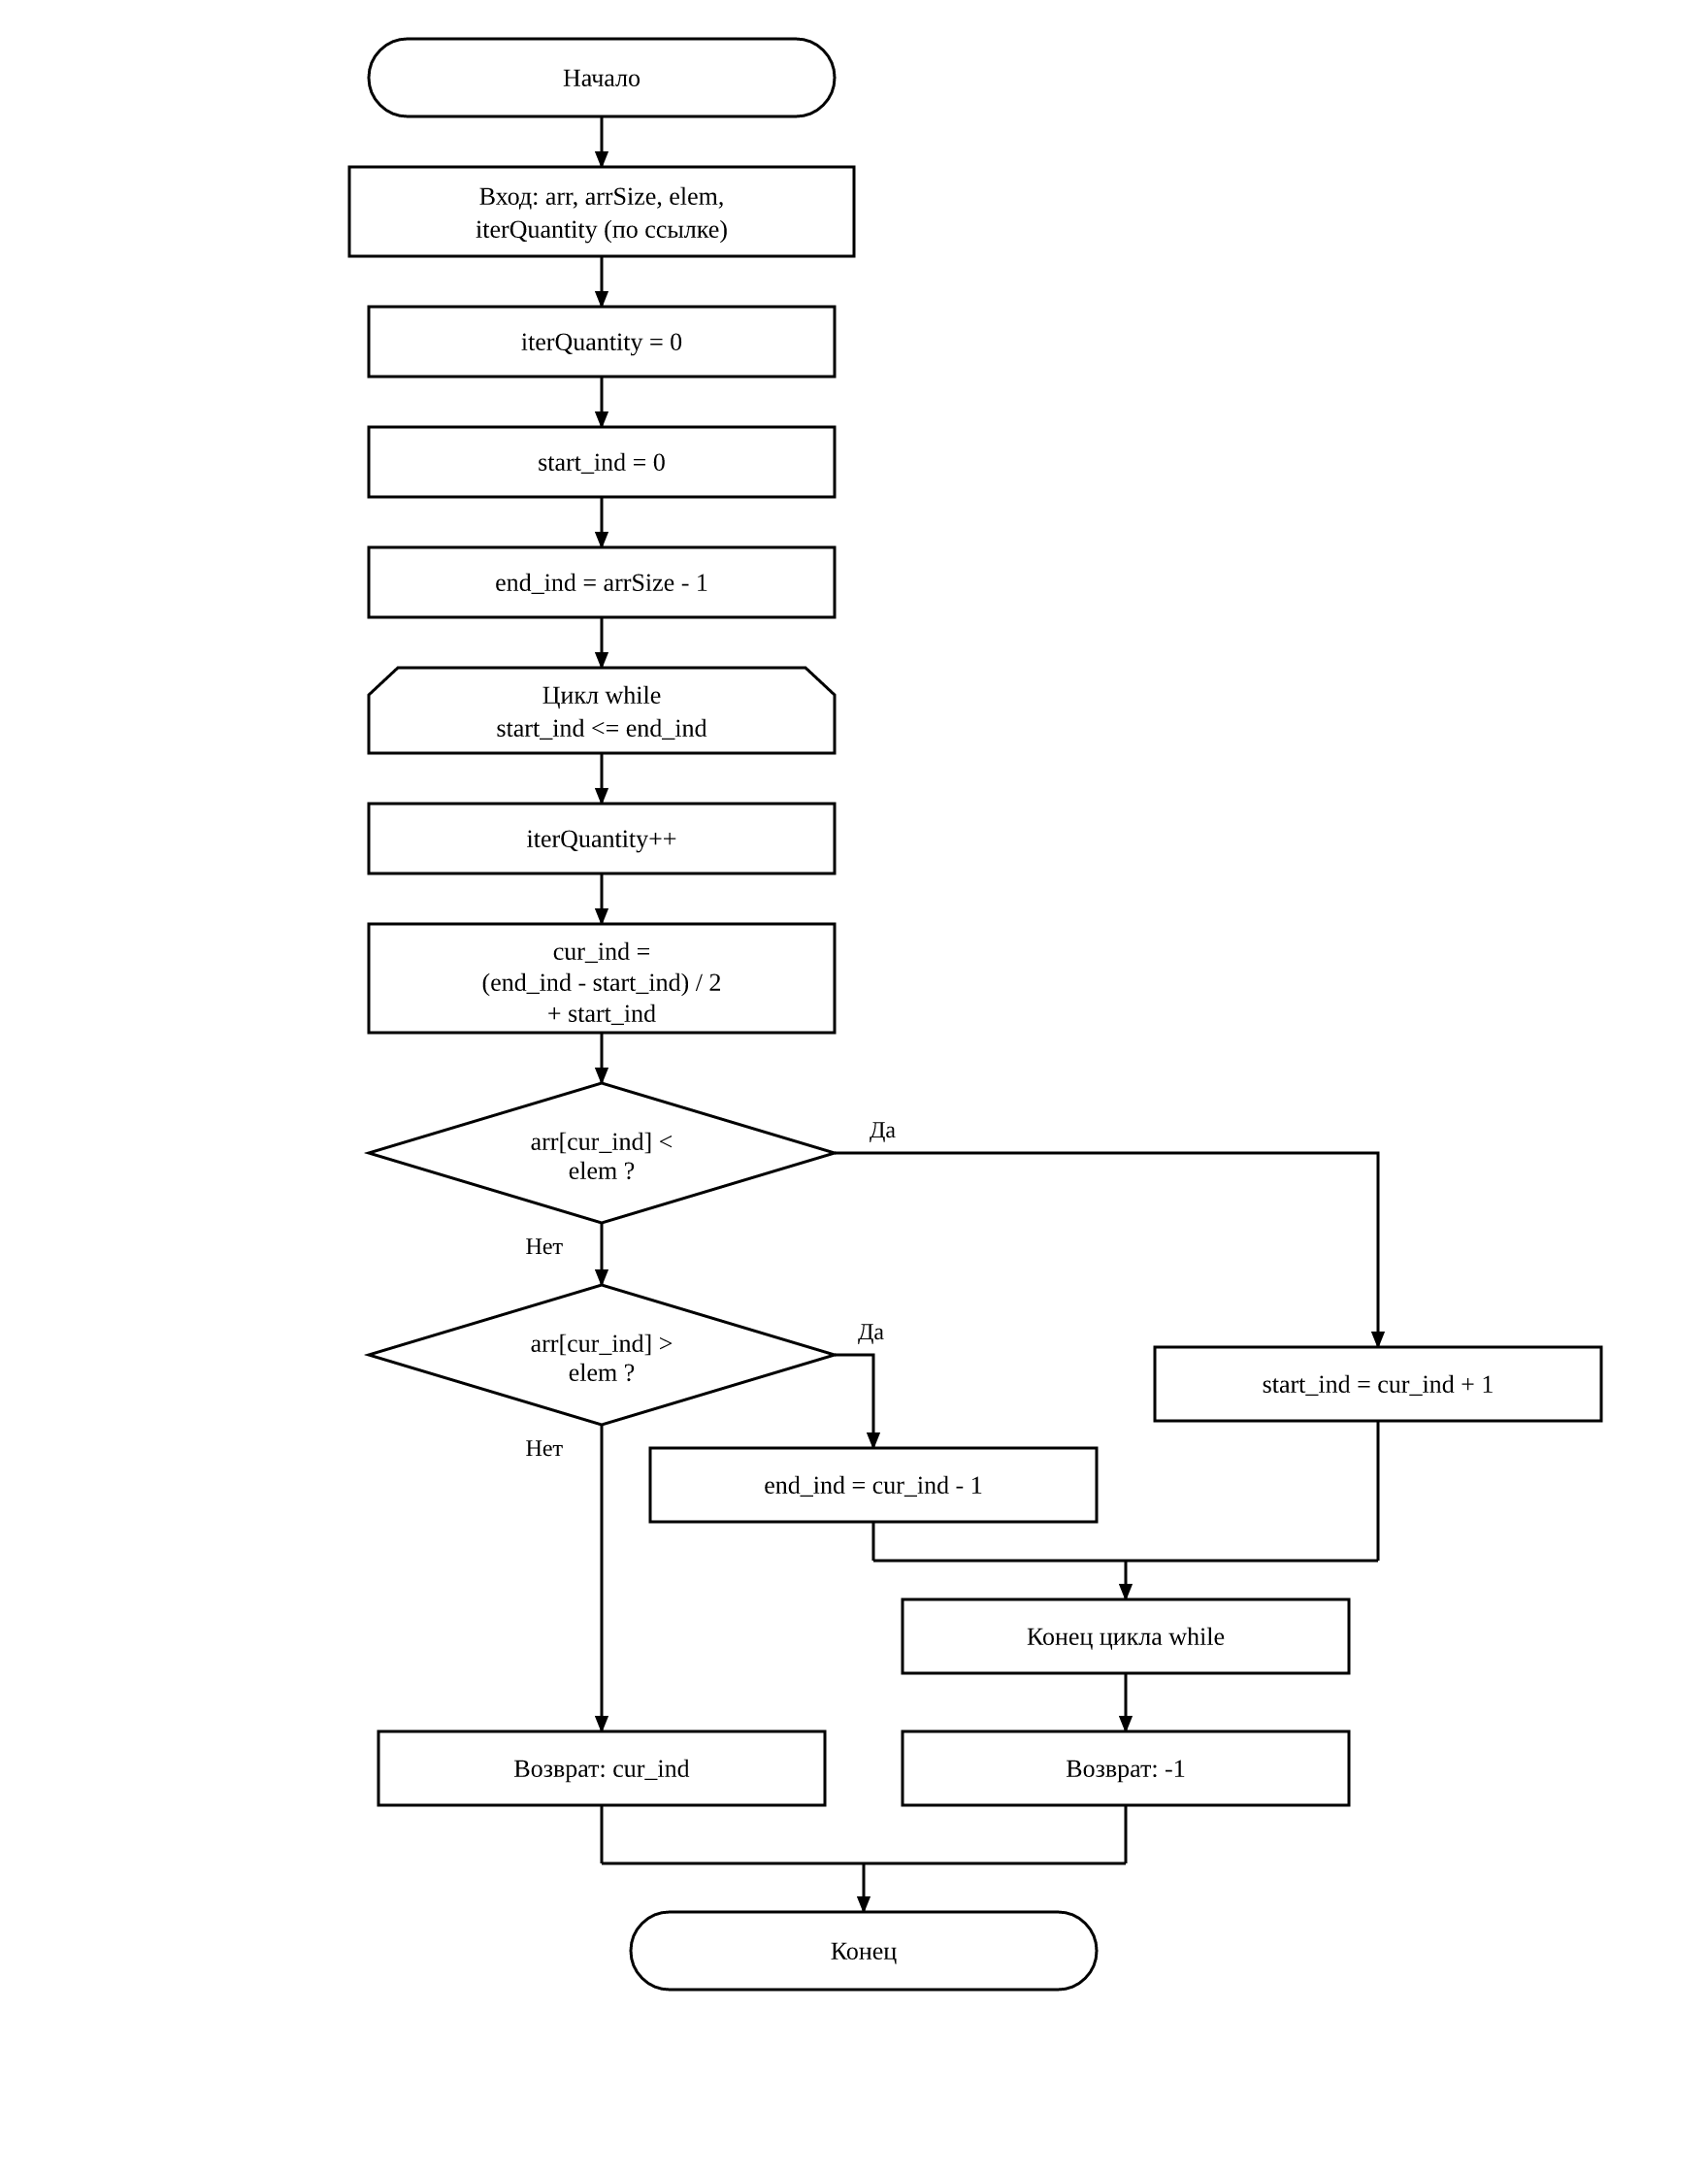 Начало
Вход: arr, arrSize, elem,
iterQuantity (по ссылке)
iterQuantity = 0
start_ind = 0
end_ind = arrSize - 1
Цикл while
start_ind <= end_ind
iterQuantity++
cur_ind =
(end_ind - start_ind) / 2
+ start_ind
arr[cur_ind] <
elem ?
Да
Нет
arr[cur_ind] >
elem ?
Да
Нет
start_ind = cur_ind + 1
end_ind = cur_ind - 1
Конец цикла while
Возврат: cur_ind
Возврат: -1
Конец